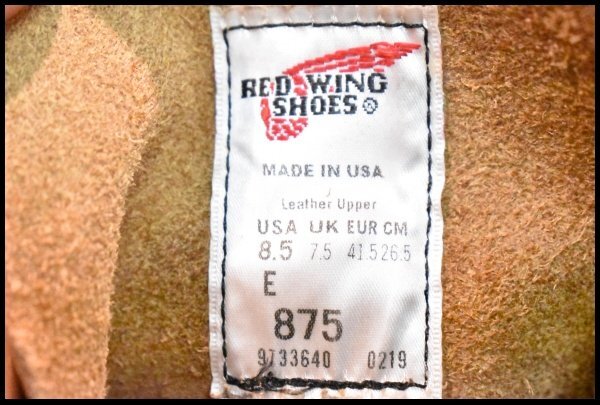 RED WING
SHOES®
MADE IN USA
Leather Upper
USA UK EUR CM
8.5 7.5 41.5 26.5
E
875
9733640 0219